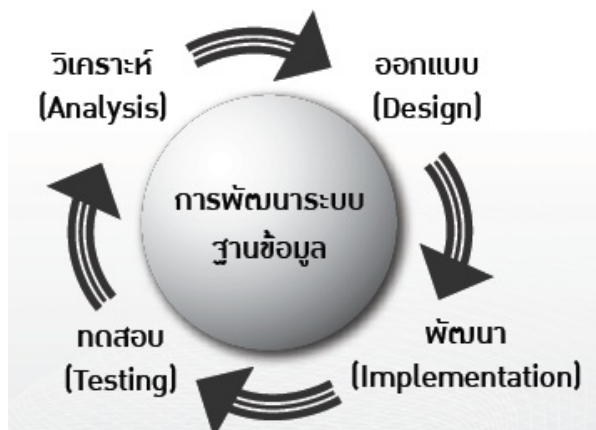 วิเคราะห์
(Analysis)
ออกแบบ
(Design)
การพัฒนาระบบ
ฐานข้อมูล
ทดสอบ
(Testing)
พัฒนา
(Implementation)